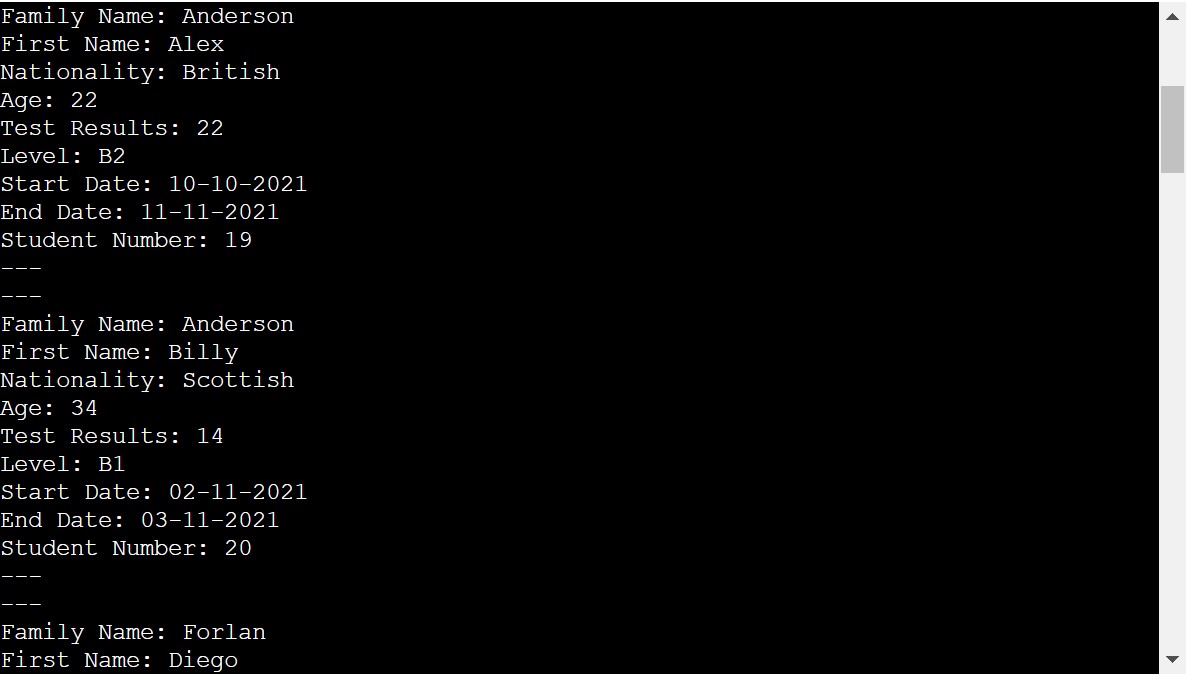 Family Name: Anderson
First Name: Alex
Nationality: British
Age: 22
Test Results: 22
Level: B2
Start Date: 10-10-2021
End Date: 11-11-2021
Student Number: 19
---
---
Family Name: Anderson
First Name: Billy
Nationality: Scottish
Age: 34
Test Results: 14
Level: B1
Start Date: 02-11-2021
End Date: 03-11-2021
Student Number: 20
---
---
Family Name: Forlan
First Name: Diego